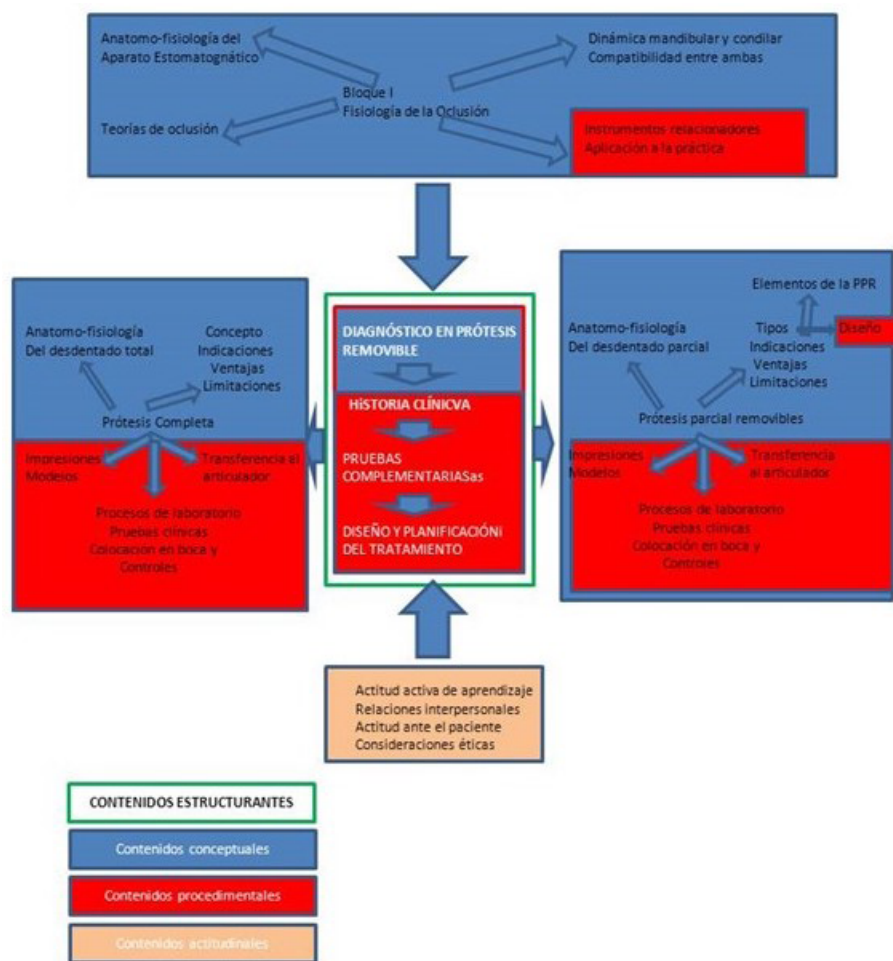 Anatomo-fisiología del
Aparato Estomatognático
Dinámica mandibular y condilar
Compatibilidad entre ambas
Bloque I
Fisiología de la Oclusión
Teorías de oclusión
Instrumentos relacionadores
Aplicación a la práctica
Anatomo-fisiología
Del desdentado total
Concepto
Indicaciones
Ventajas
Limitaciones
Prótesis Completa
Impresiones
Modelos
Transferencia al
articulador
Procesos de laboratorio
Pruebas clínicas
Colocación en boca y
Controles
DIAGNÓSTICO EN PRÓTESIS
REMOVIBLE
HiSTORIA CLÍNICVA
PRUEBAS
COMPLEMENTARIASas
DISEÑO Y PLANIFICACIÓNi
DEL TRATAMIENTO
Elementos de la PPR
Anatomo-fisiología
Del desdentado parcial
Tipos
Indicaciones
Ventajas
Limitaciones
Diseño
Prótesis parcial removibles
Impresiones
Modelos
Transferencia
al articulador
Procesos de laboratorio
Pruebas clínicas
Colocación en boca y
Controles
Actitud activa de aprendizaje
Relaciones interpersonales
Actitud ante el paciente
Consideraciones éticas
CONTENIDOS ESTRUCTURANTES
Contenidos conceptuales
Contenidos procedimentales
Contenidos actitudinales